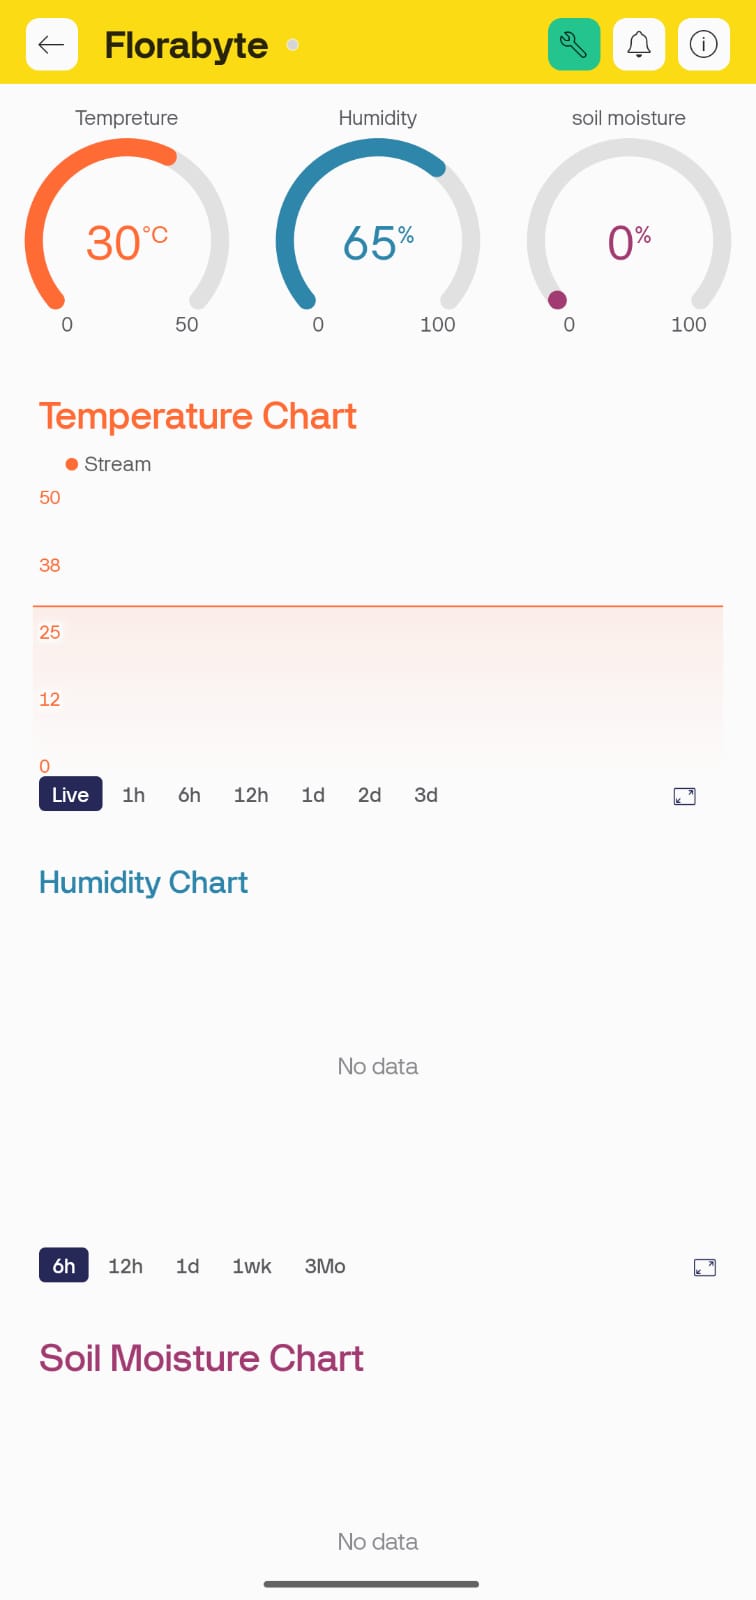 Florabyte
Tempreture
Humidity
soil moisture
30°C
65%
0%
0 50
0 100
0 100
Temperature Chart
Stream
50
38
25
12
0
Live 1h 6h 12h 1d 2d 3d
Humidity Chart
No data
6h 12h 1d 1wk 3Mo
Soil Moisture Chart
No data